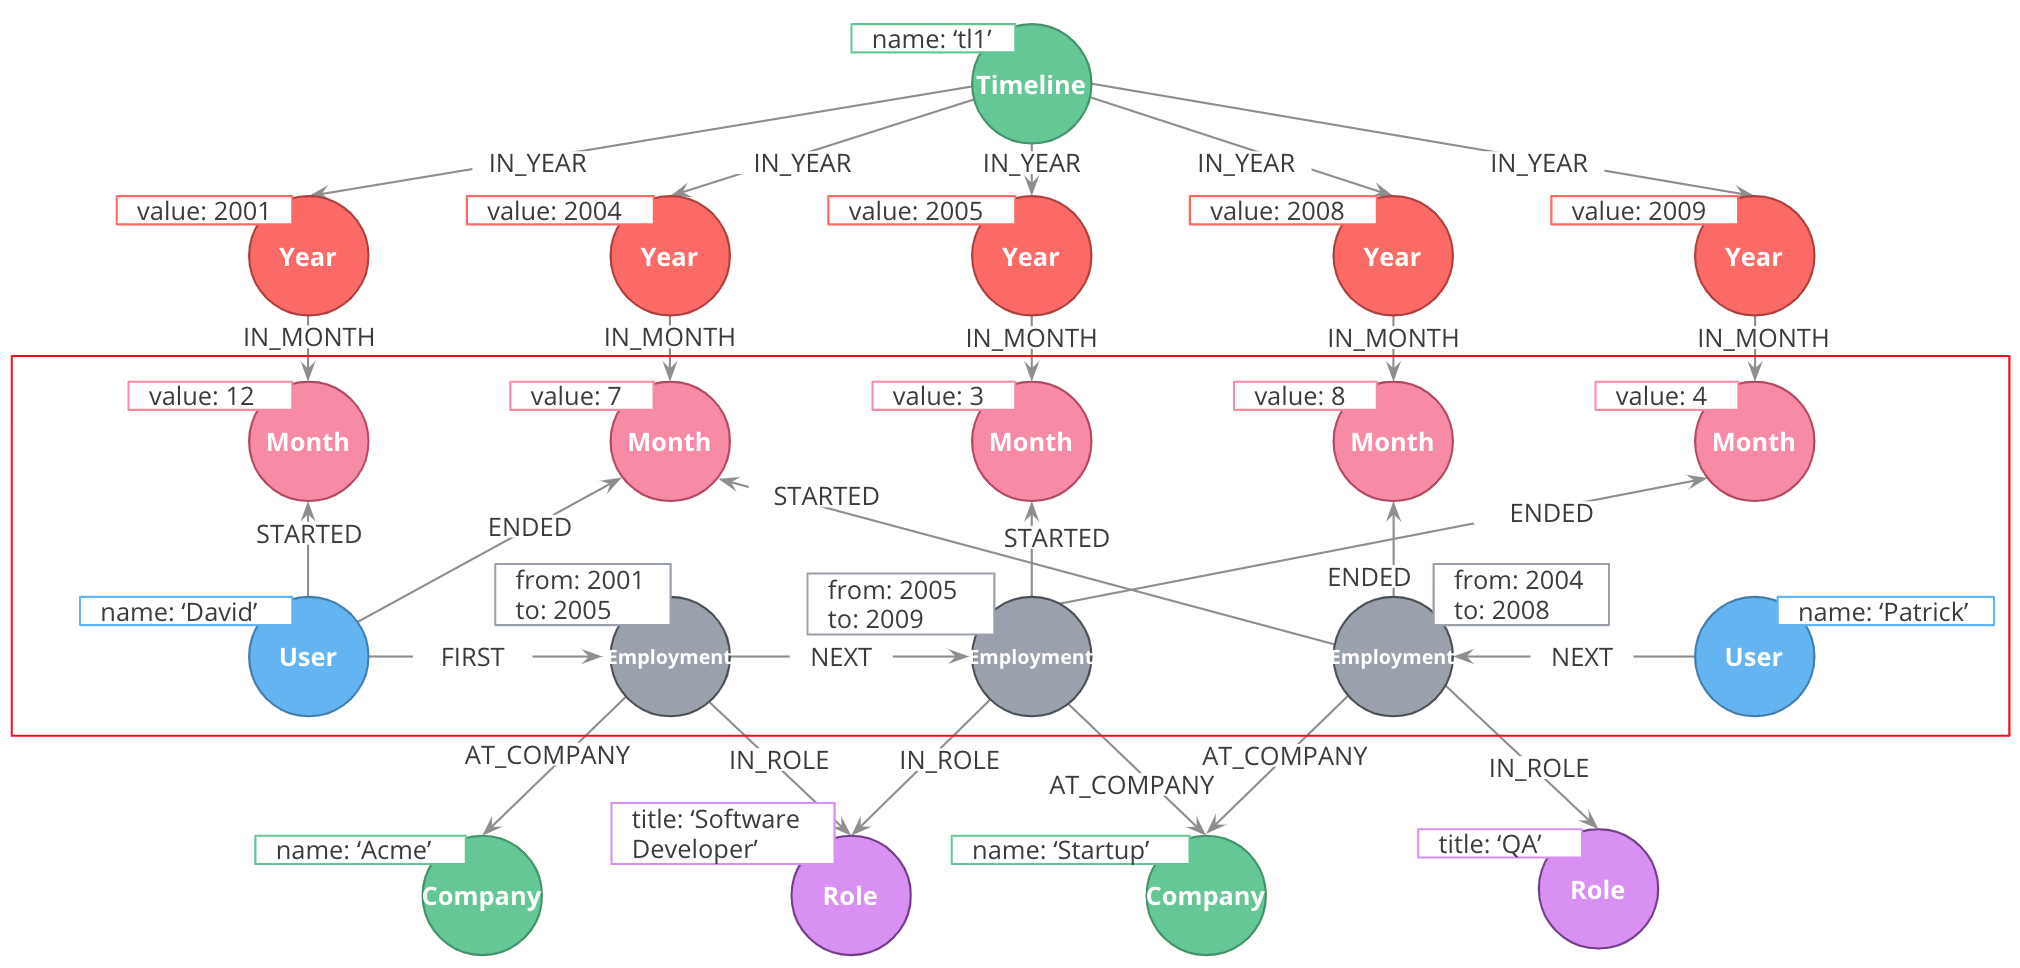 name: ‘tl1’
Timeline
IN_YEAR
IN_YEAR
IN_YEAR
IN_YEAR
IN_YEAR
value: 2001
value: 2004
value: 2005
value: 2008
value: 2009
Year
Year
Year
Year
Year
IN_MONTH
IN_MONTH
IN_MONTH
IN_MONTH
IN_MONTH
value: 12
value: 7
value: 3
value: 8
value: 4
Month
Month
Month
Month
Month
STARTED
ENDED
STARTED
STARTED
ENDED
ENDED
name: ‘David’
from: 2001
to: 2005
from: 2005
to: 2009
from: 2004
to: 2008
name: ‘Patrick’
User
FIRST
Employment
NEXT
Employment
Employment
NEXT
User
AT_COMPANY
IN_ROLE
IN_ROLE
AT_COMPANY
AT_COMPANY
IN_ROLE
name: ‘Acme’
title: ‘Software
Developer’
name: ‘Startup’
title: ‘QA’
Company
Role
Company
Role